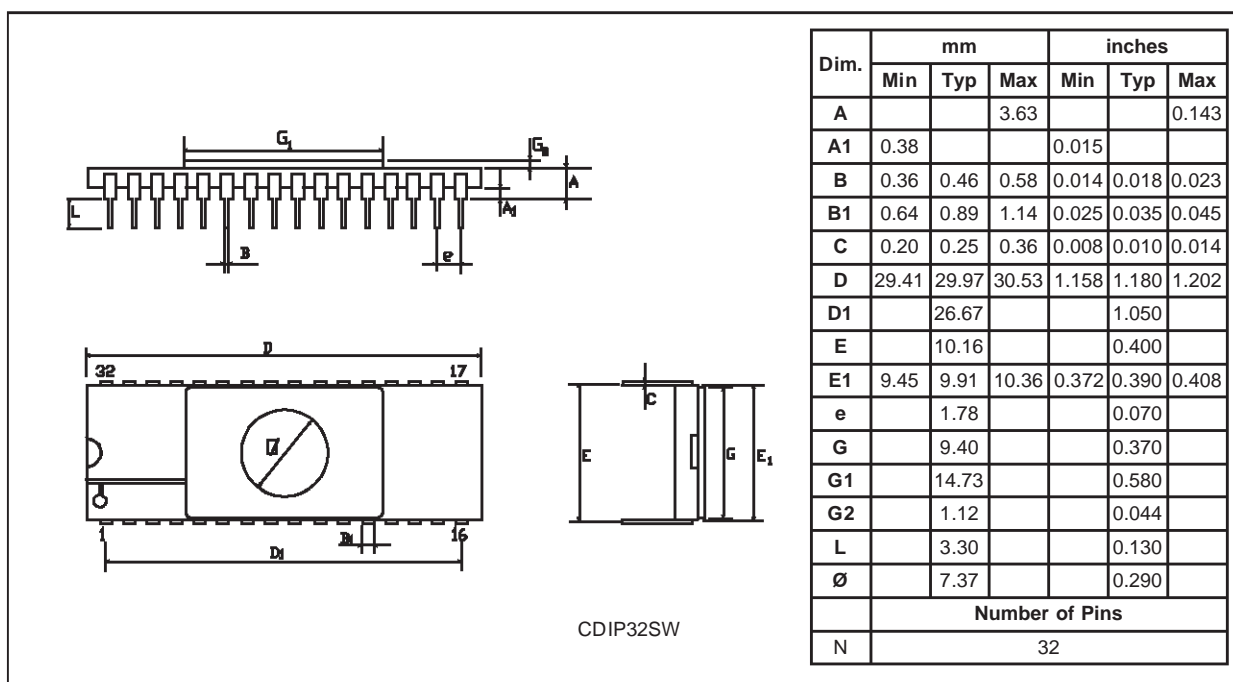 G1
G2
A
A1
L
B
e
D
32 17
Ø
1 16
B1
D1
C
E G E1
CDIP32SW
Dim. mm inches
Min Typ Max Min Typ Max
A 3.63 0.143
A1 0.38 0.015
B 0.36 0.46 0.58 0.014 0.018 0.023
B1 0.64 0.89 1.14 0.025 0.035 0.045
C 0.20 0.25 0.36 0.008 0.010 0.014
D 29.41 29.97 30.53 1.158 1.180 1.202
D1 26.67 1.050
E 10.16 0.400
E1 9.45 9.91 10.36 0.372 0.390 0.408
e 1.78 0.070
G 9.40 0.370
G1 14.73 0.580
G2 1.12 0.044
L 3.30 0.130
Ø 7.37 0.290
Number of Pins
N 32